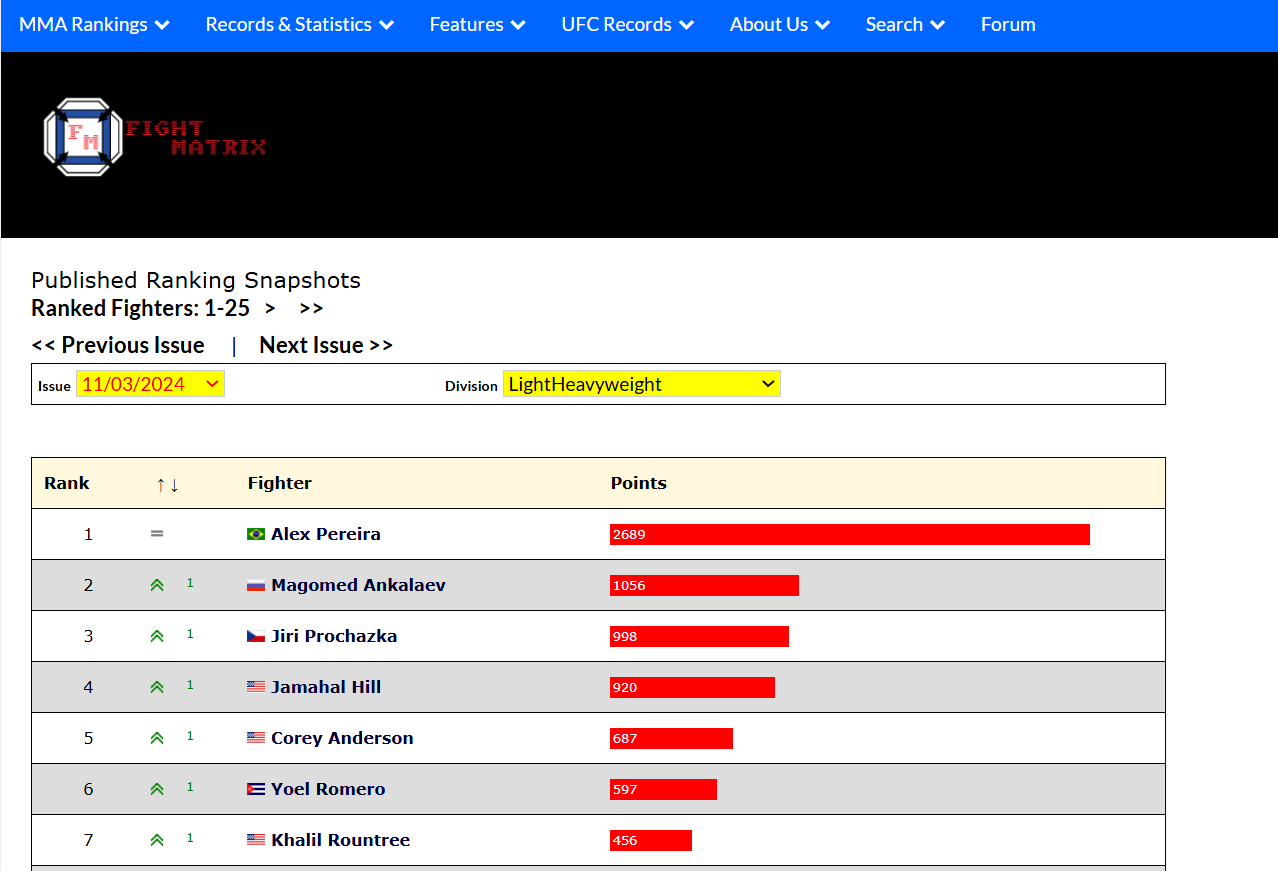 MMA Rankings Records & Statistics Features UFC Records About Us Search Forum
FM FIGHT
MATRIX
Published Ranking Snapshots
Ranked Fighters: 1-25 > >>
<< Previous Issue | Next Issue >>
Issue 11/03/2024 Division LightHeavyweight
Rank ↑↓ Fighter Points
1 = Alex Pereira 2689
2 1 Magomed Ankalaev 1056
3 1 Jiri Prochazka 998
4 1 Jamahal Hill 920
5 1 Corey Anderson 687
6 1 Yoel Romero 597
7 1 Khalil Rountree 456